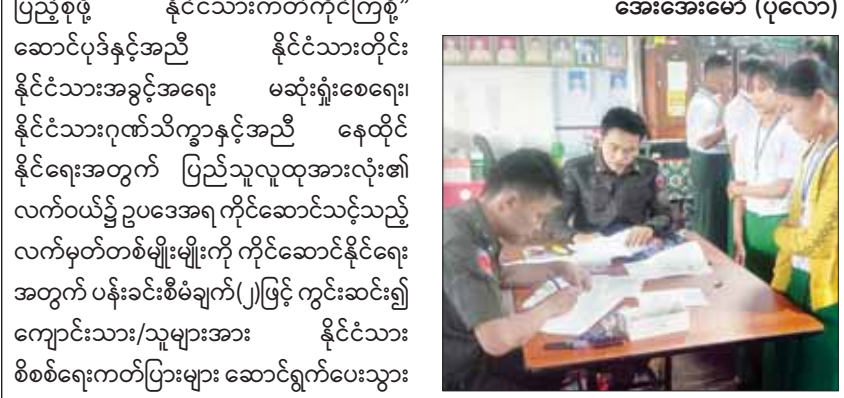 ပြည့်စုံဖို့ နိုင်ငံသားကတ်ကိုင်ကြစို့”
ဆောင်ပုဒ်နှင့်အညီ နိုင်ငံသားတိုင်း
နိုင်ငံသားအခွင့်အရေး မဆုံးရှုံးစေရေး၊
နိုင်ငံသားဂုဏ်သိက္ခာနှင့်အညီ နေထိုင်
နိုင်ရေးအတွက် ပြည်သူလူထုအားလုံး၏
လက်ဝယ်၌ ဥပဒေအရ ကိုင်ဆောင်သင့်သည့်
လက်မှတ်တစ်မျိုးမျိုးကို ကိုင်ဆောင်နိုင်ရေး
အတွက် ပန်းခင်းစီမံချက်(၂)ဖြင့် ကွင်းဆင်း၍
ကျောင်းသား/သူများအား နိုင်ငံသား
စိစစ်ရေးကတ်ပြားများ ဆောင်ရွက်ပေးသွား
အေးအေးမော် (ပုလော)